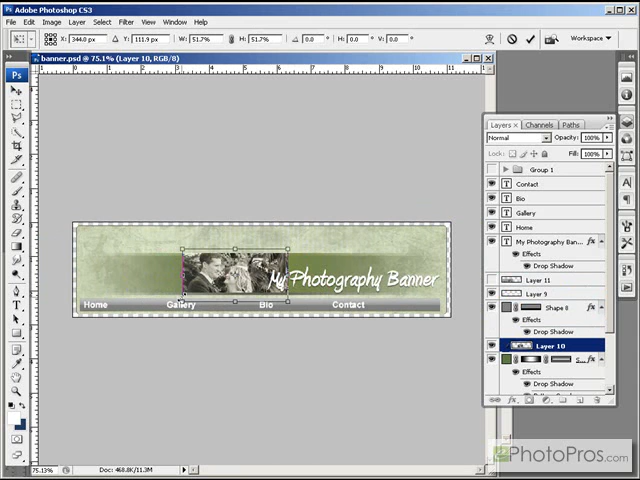 Adobe Photoshop CS3
File Edit Image Layer Select Filter View Window Help
X: 344.0 px Y: 111.9 px W: 51.7% H: 51.7% 0.0 ° H: 0.0 ° V: 0.0 °
Workspace
banner.psd @ 75.1% (Layer 10, RGB/8)
Ps
My Photography Banner
Home Gallery Bio Contact
Layers × Channels Paths
Normal Opacity: 100%
Lock: Fill: 100%
Group 1
T Contact
T Bio
T Gallery
T Home
T My Photography Ban... fx
Effects
Drop Shadow
Layer 11
Layer 9
Shape 8 fx
Effects
Drop Shadow
Layer 10
S... fx
Effects
Drop Shadow
75.13% Doc: 468.8K/11.3M
PhotoPros.com